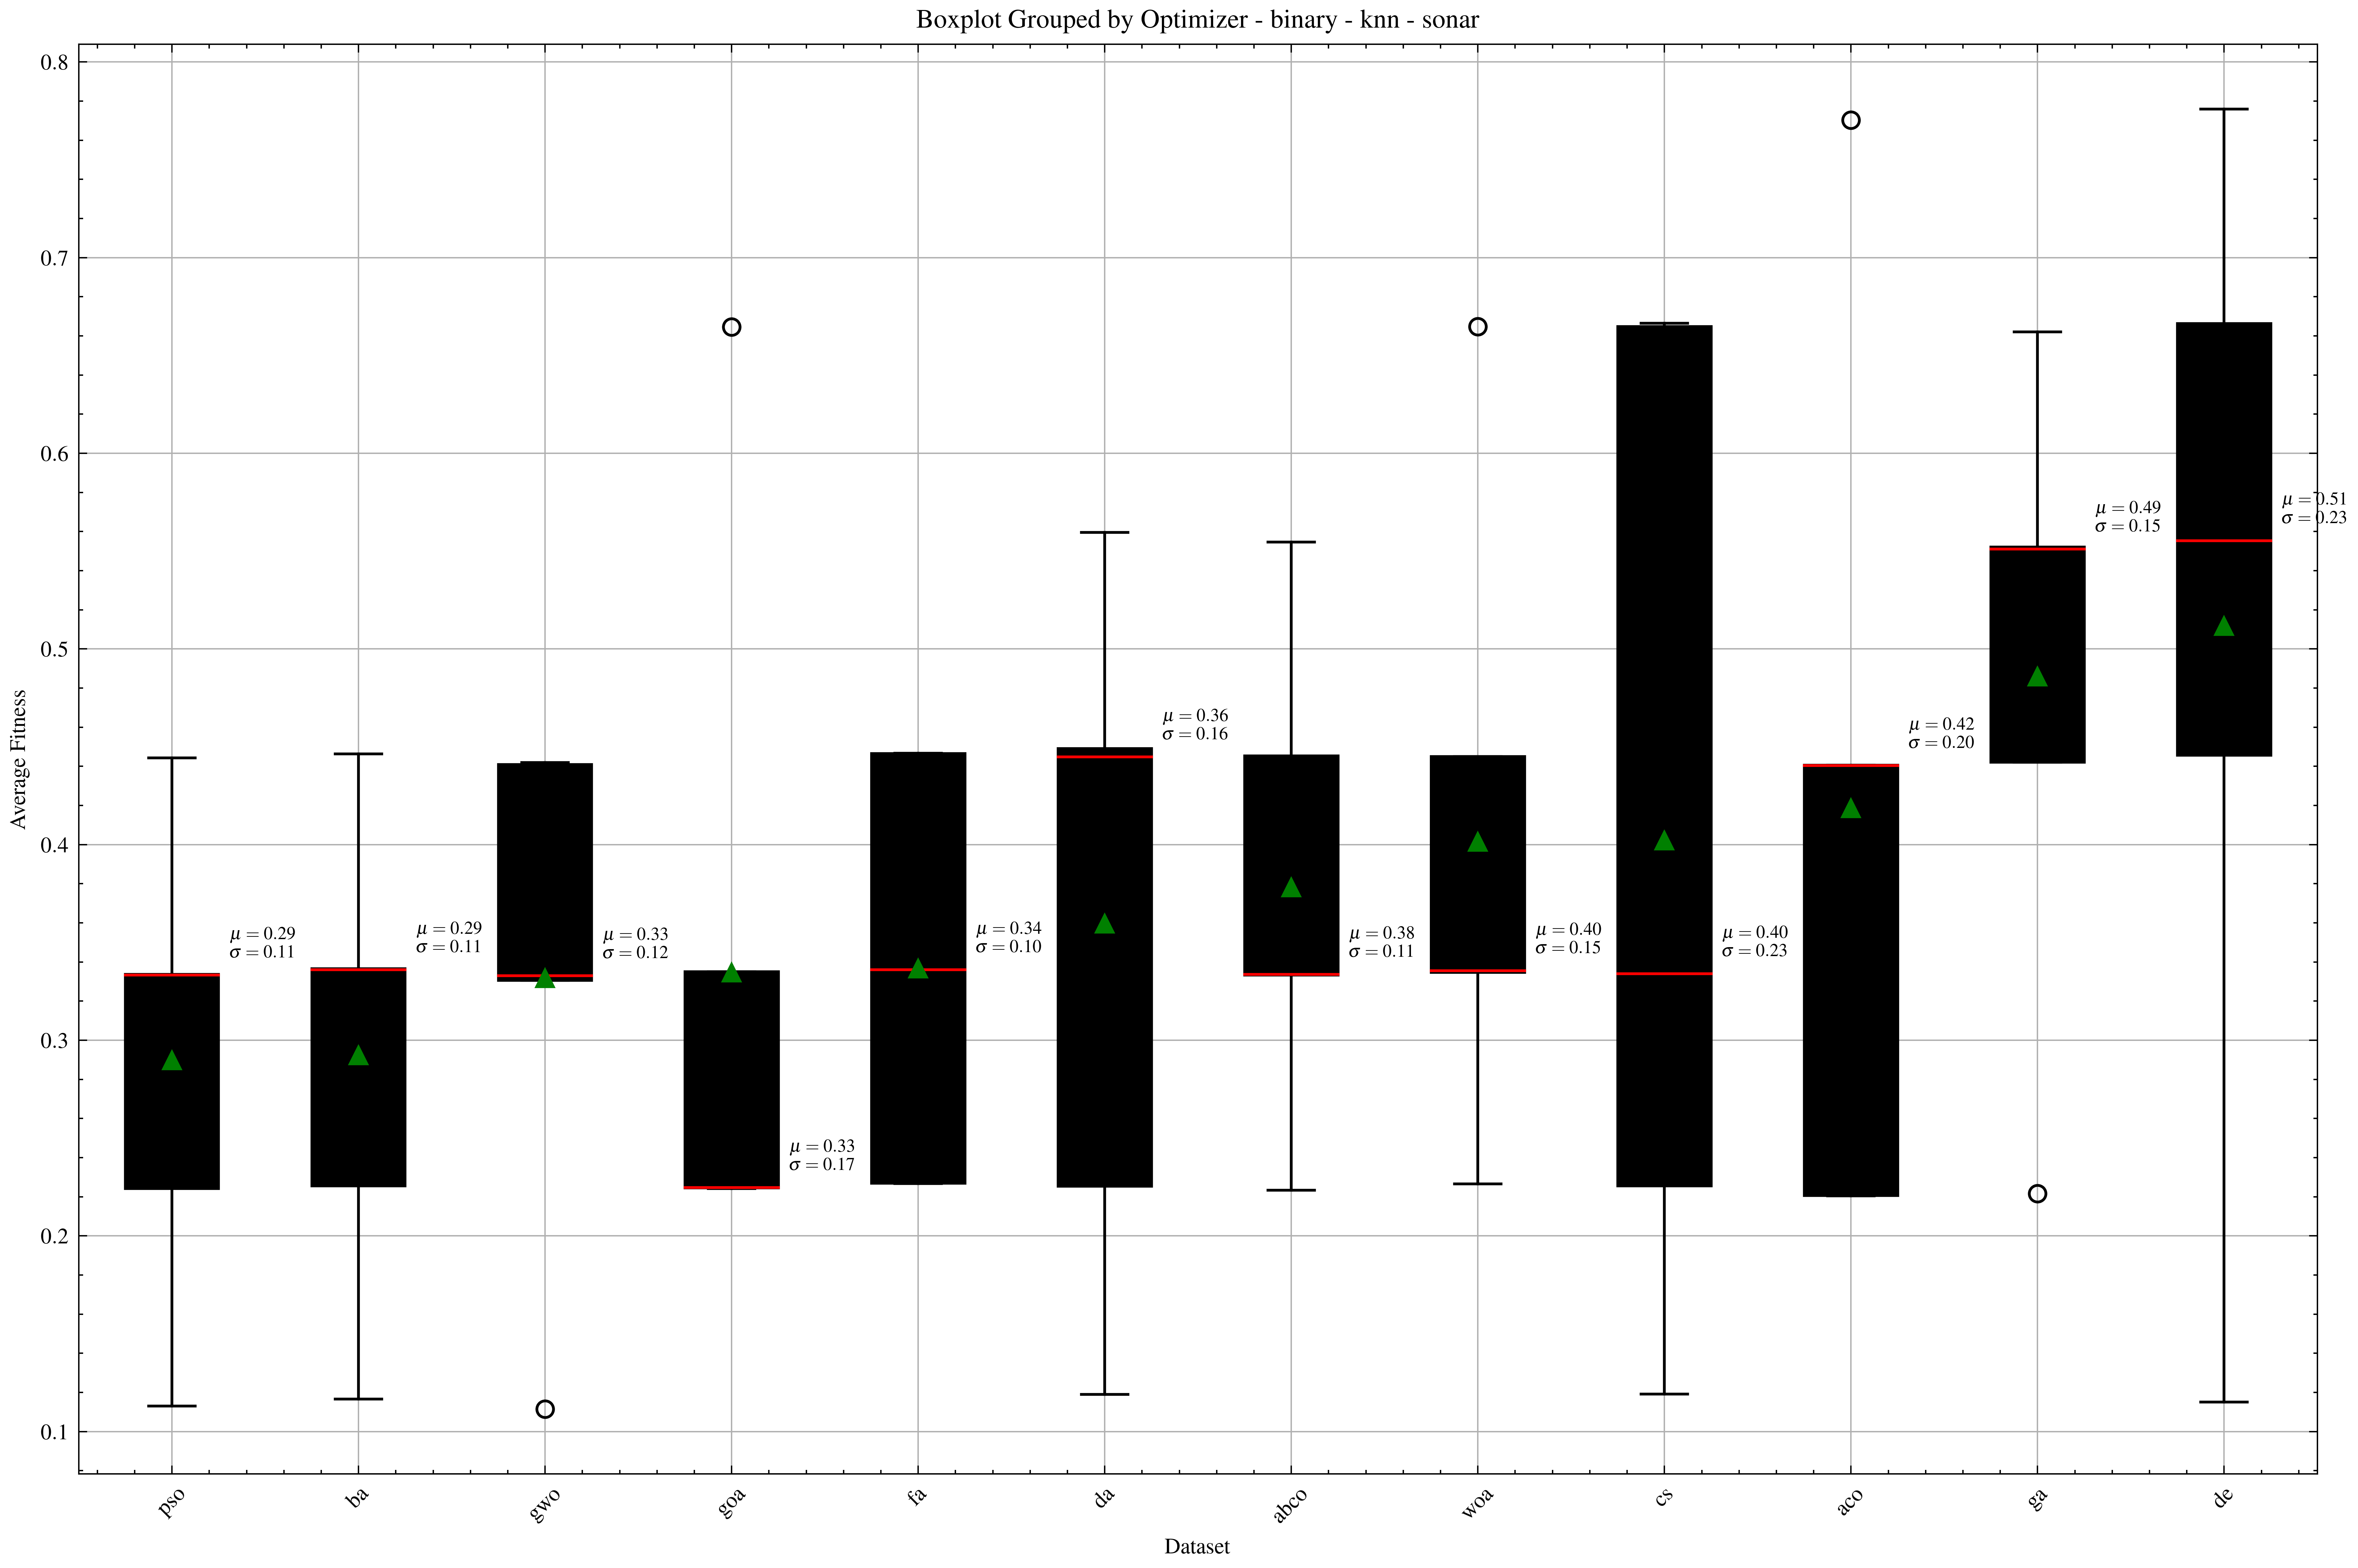 Boxplot Grouped by Optimizer - binary - knn - sonar
Average Fitness
0.8
0.7
0.6
0.5
0.4
0.3
0.2
0.1
μ = 0.29
σ = 0.11
μ = 0.29
σ = 0.11
μ = 0.33
σ = 0.12
μ = 0.33
σ = 0.17
μ = 0.34
σ = 0.10
μ = 0.36
σ = 0.16
μ = 0.38
σ = 0.11
μ = 0.40
σ = 0.15
μ = 0.40
σ = 0.23
μ = 0.42
σ = 0.20
μ = 0.49
σ = 0.15
μ = 0.51
σ = 0.23
pso
ba
gwo
goa
fa
da
abco
woa
cs
aco
ga
de
Dataset